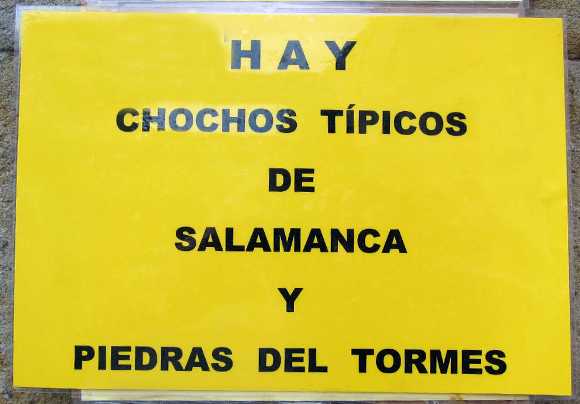 HAY
CHOCHOS TÍPICOS
DE
SALAMANCA
Y
PIEDRAS DEL TORMES